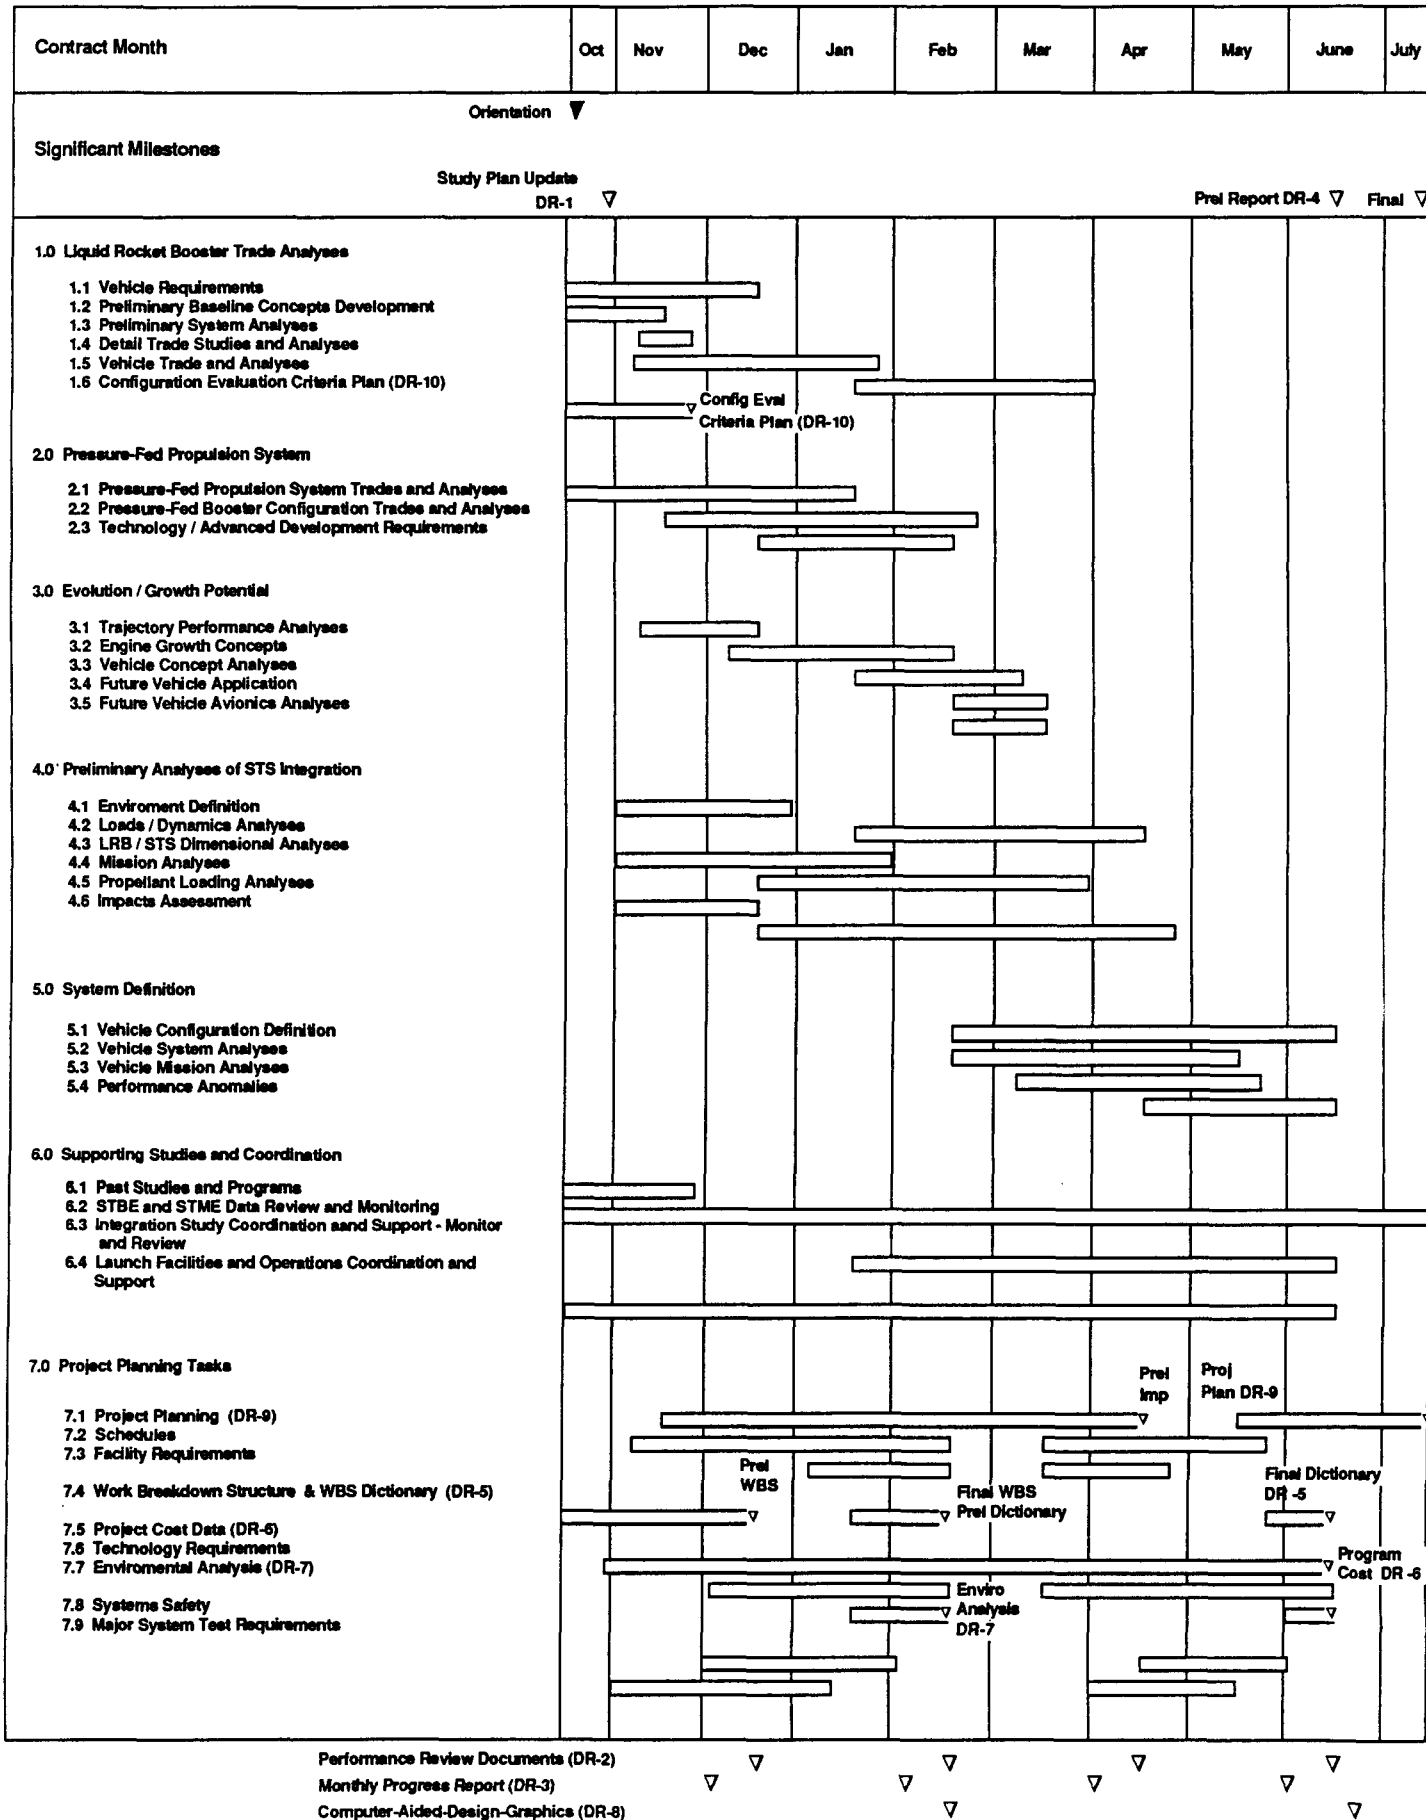 Contract Month
Oct Nov Dec Jan Feb Mar Apr May June July
Orientation
Significant Milestones
Study Plan Update
DR-1
Prel Report DR-4 Final
1.0 Liquid Rocket Booster Trade Analyses
1.1 Vehicle Requirements
1.2 Preliminary Baseline Concepts Development
1.3 Preliminary System Analyses
1.4 Detail Trade Studies and Analyses
1.5 Vehicle Trade and Analyses
1.6 Configuration Evaluation Criteria Plan (DR-10)
Config Eval
Criteria Plan (DR-10)
2.0 Pressure-Fed Propulsion System
2.1 Pressure-Fed Propulsion System Trades and Analyses
2.2 Pressure-Fed Booster Configuration Trades and Analyses
2.3 Technology / Advanced Development Requirements
3.0 Evolution / Growth Potential
3.1 Trajectory Performance Analyses
3.2 Engine Growth Concepts
3.3 Vehicle Concept Analyses
3.4 Future Vehicle Application
3.5 Future Vehicle Avionics Analyses
4.0 Preliminary Analyses of STS Integration
4.1 Enviroment Definition
4.2 Loads / Dynamics Analyses
4.3 LRB / STS Dimensional Analyses
4.4 Mission Analyses
4.5 Propellant Loading Analyses
4.6 Impacts Assessment
5.0 System Definition
5.1 Vehicle Configuration Definition
5.2 Vehicle System Analyses
5.3 Vehicle Mission Analyses
5.4 Performance Anomalies
6.0 Supporting Studies and Coordination
6.1 Past Studies and Programs
6.2 STBE and STME Data Review and Monitoring
6.3 Integration Study Coordination aand Support - Monitor
and Review
6.4 Launch Facilities and Operations Coordination and
Support
7.0 Project Planning Tasks
Prel
Imp
Proj
Plan DR-9
7.1 Project Planning (DR-9)
7.2 Schedules
7.3 Facility Requirements
Prel
WBS
Final WBS
Prel Dictionary
Final Dictionary
DR -5
7.4 Work Breakdown Structure & WBS Dictionary (DR-5)
7.5 Project Cost Data (DR-6)
7.6 Technology Requirements
7.7 Enviromental Analysis (DR-7)
Program
Cost DR -6
Enviro
Analysis
DR-7
7.8 Systems Safety
7.9 Major System Test Requirements
Performance Review Documents (DR-2)
Monthly Progress Report (DR-3)
Computer-Aided-Design-Graphics (DR-8)